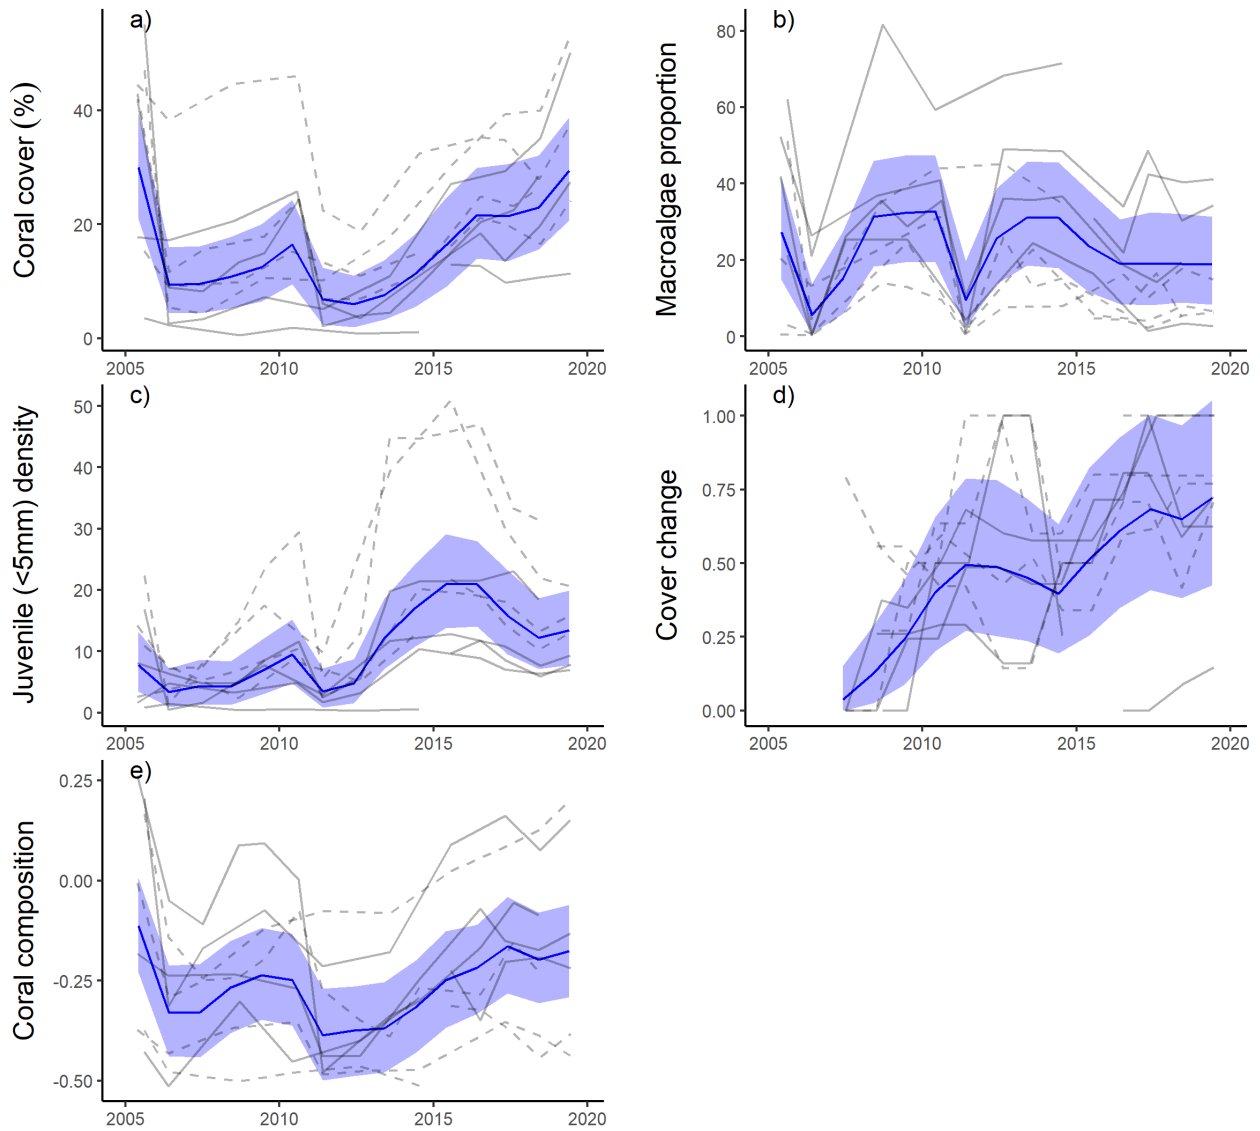 a)
Coral cover (%)
40
20
0
2005 2010 2015 2020
b)
Macroalgae proportion
80
60
40
20
0
2005 2010 2015 2020
c)
Juvenile (<5mm) density
50
40
30
20
10
0
2005 2010 2015 2020
d)
Cover change
1.00
0.75
0.50
0.25
0.00
2005 2010 2015 2020
e)
Coral composition
0.25
0.00
-0.25
-0.50
2005 2010 2015 2020